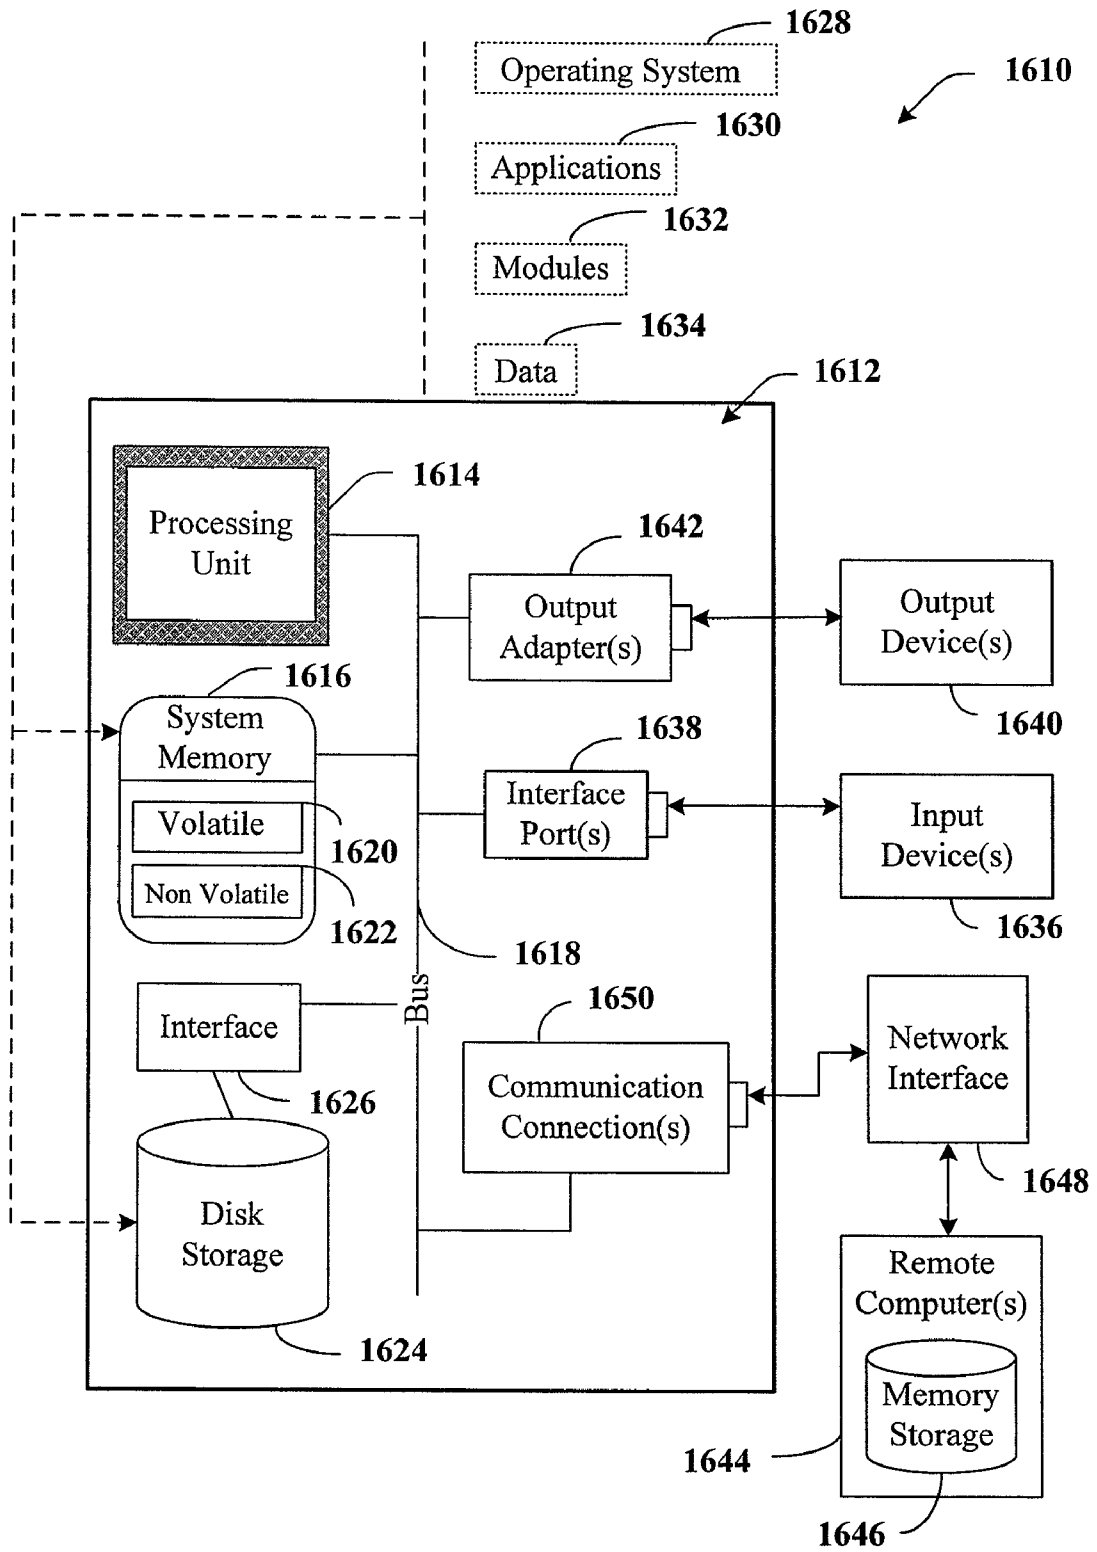 1628
Operating System
1610
1630
Applications
1632
Modules
1634
Data
1612
1614
Processing
Unit
1642
Output
Adapter(s)
Output
Device(s)
1640
1616
System
Memory
Volatile
1620
Non Volatile
1622
1638
Interface
Port(s)
Input
Device(s)
1636
1618
Bus
Interface
1626
1650
Communication
Connection(s)
Network
Interface
1648
Disk
Storage
1624
Remote
Computer(s)
Memory
Storage
1644
1646